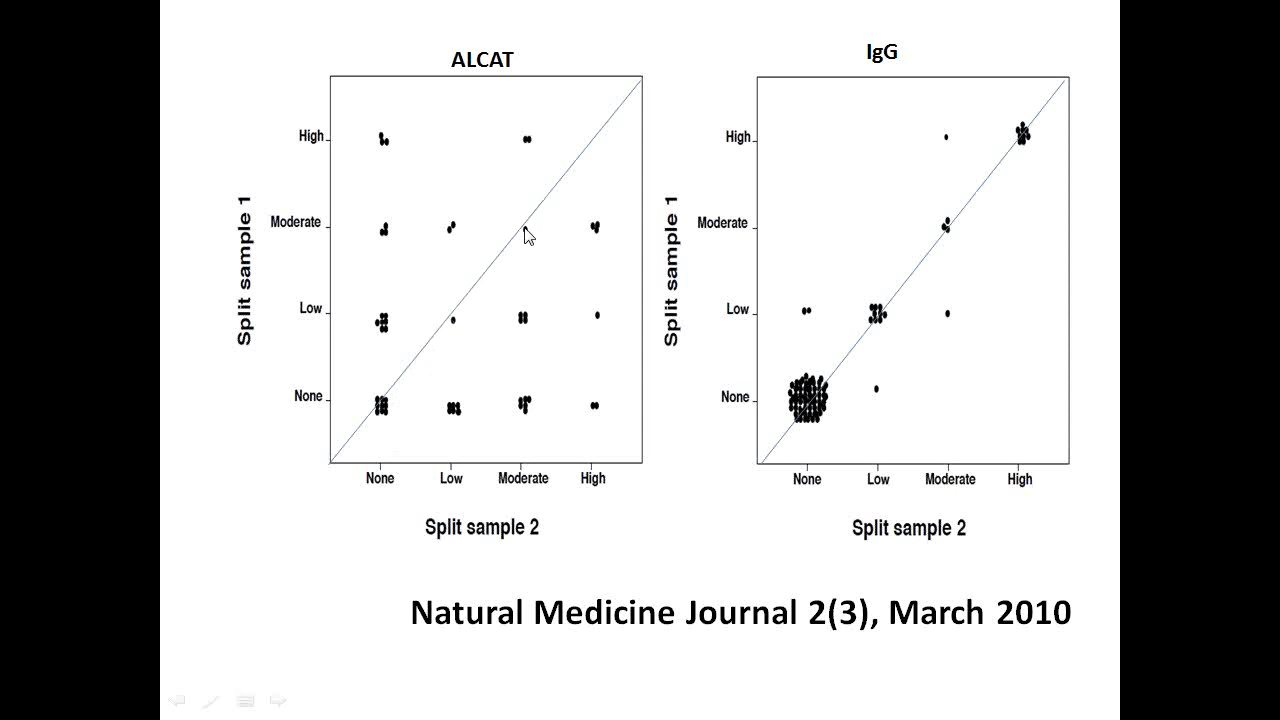 ALCAT
High
Moderate
Low
None
Split sample 1
None Low Moderate High
Split sample 2
IgG
High
Moderate
Low
None
Split sample 1
None Low Moderate High
Split sample 2
Natural Medicine Journal 2(3), March 2010